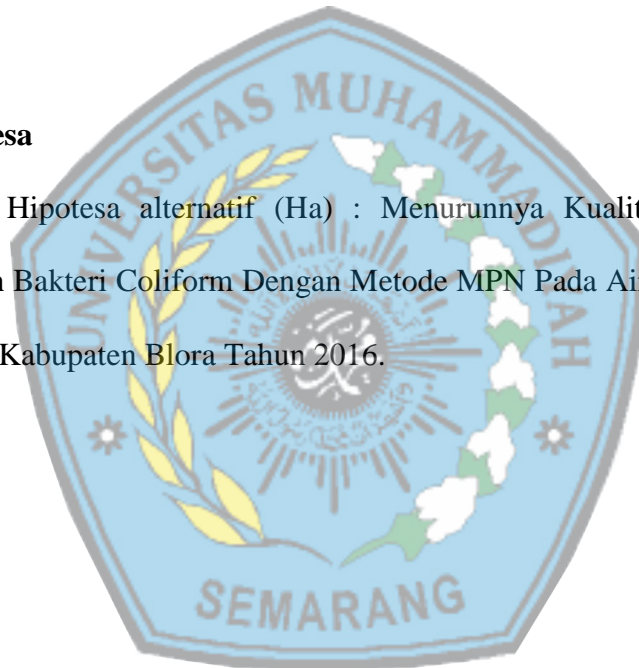 UNIVERSITAS MUHAMMADIYAH
esa
Hipotesa alternatif (Ha) : Menurunnya Kualit
Bakteri Coliform Dengan Metode MPN Pada Ai
Kabupaten Blora Tahun 2016.
SEMARANG